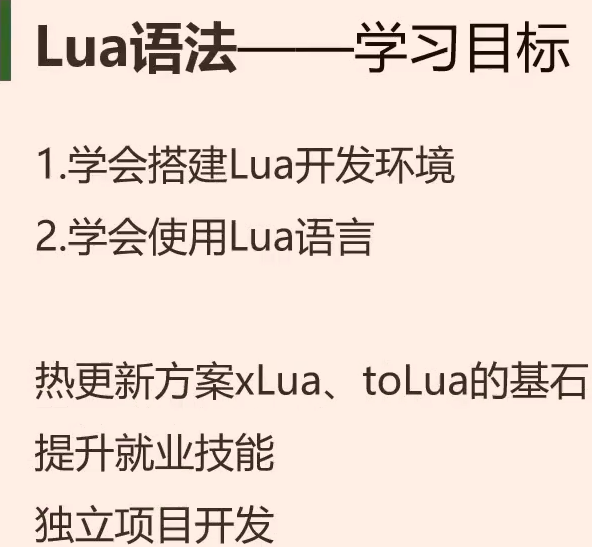 Lua语法——学习目标
1.学会搭建Lua开发环境
2.学会使用Lua语言
热更新方案xLua、toLua的基石
提升就业技能
独立项目开发